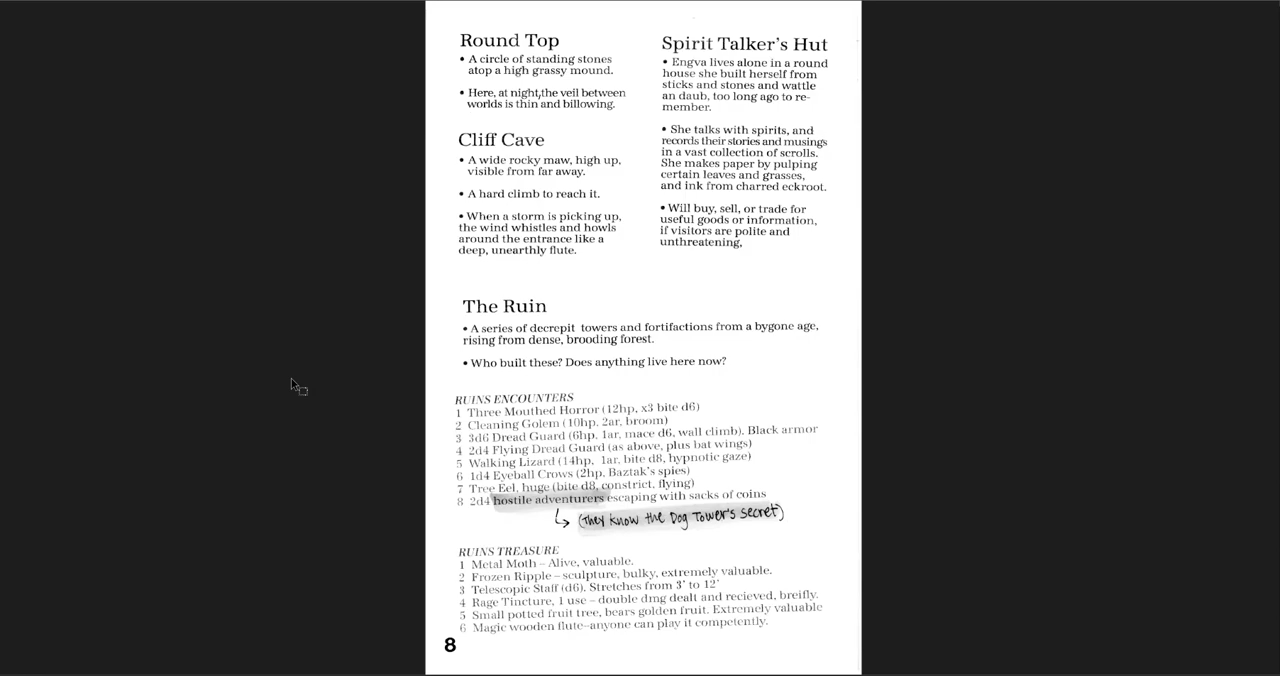 Round Top
• A circle of standing stones
atop a high grassy mound.
• Here, at night,the veil between
worlds is thin and billowing.
Cliff Cave
• A wide rocky maw, high up,
visible from far away.
• A hard climb to reach it.
• When a storm is picking up,
the wind whistles and howls
around the entrance like a
deep, unearthly flute.
Spirit Talker's Hut
• Engva lives alone in a round
house she built herself from
sticks and stones and wattle
an daub, too long ago to re-
member.
• She talks with spirits, and
records their stories and musings
in a vast collection of scrolls.
She makes paper by pulping
certain leaves and grasses,
and ink from charred eckroot.
• Will buy, sell, or trade for
useful goods or information,
if visitors are polite and
unthreatening,
The Ruin
• A series of decrepit towers and fortifactions from a bygone age,
rising from dense, brooding forest.
• Who built these? Does anything live here now?
RUINS ENCOUNTERS
1 Three Mouthed Horror (12hp, x3 bite d6)
2 Cleaning Golem (10hp, 2ar, broom)
3 3d6 Dread Guard (6hp, 1ar, mace d6, wall climb). Black armor
4 2d4 Flying Dread Guard (as above, plus bat wings)
5 Walking Lizard (14hp, 1ar, bite d8, hypnotic gaze)
6 1d4 Eyeball Crows (2hp, Baztak's spies)
7 Tree Eel, huge (bite d8, constrict, flying)
8 2d4 hostile adventurers escaping with sacks of coins
(They know the Dog Tower's secret)
RUINS TREASURE
1 Metal Moth – Alive, valuable.
2 Frozen Ripple – sculpture, bulky, extremely valuable.
3 Telescopic Staff (d6). Stretches from 3' to 12'
4 Rage Tincture, 1 use – double dmg dealt and recieved, breifly.
5 Small potted fruit tree, bears golden fruit. Extremely valuable
6 Magic wooden flute–anyone can play it competently.
8